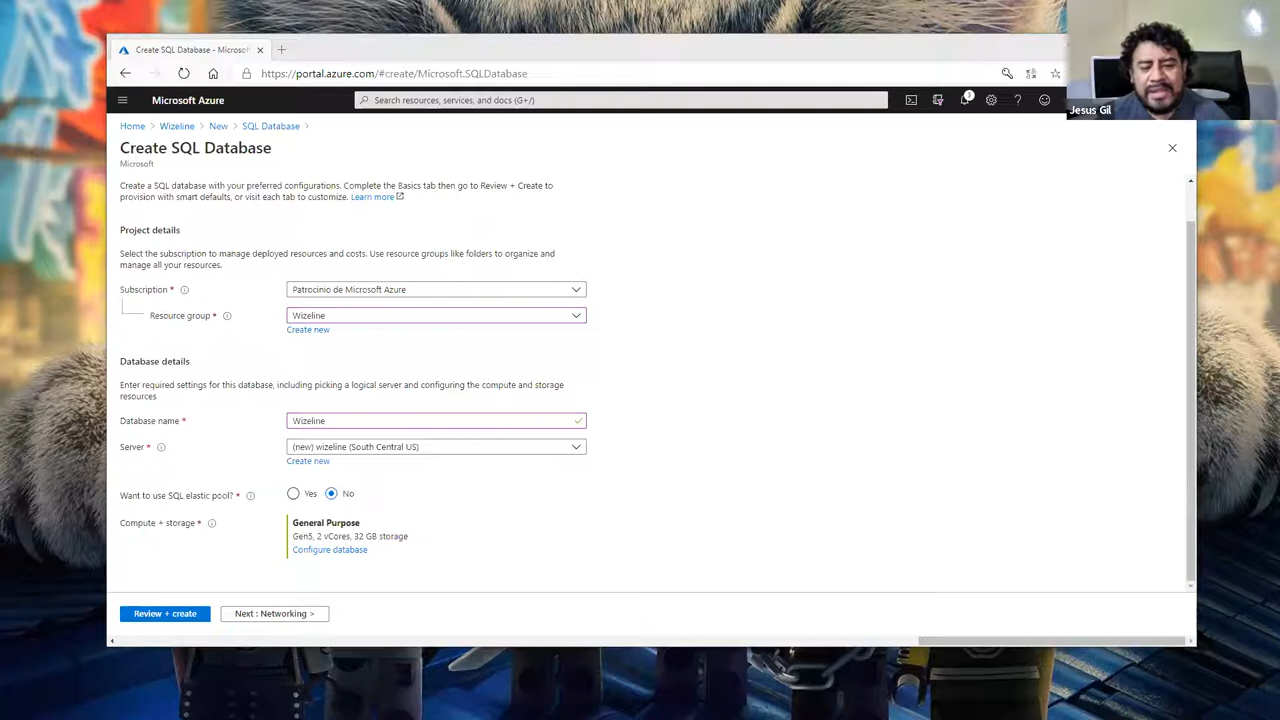 Create SQL Database - Microsof
https://portal.azure.com/#create/Microsoft.SQLDatabase
Microsoft Azure
Search resources, services, and docs (G+/)
3
Jesus Gil
Home > Wizeline > New > SQL Database >
Create SQL Database
Microsoft
Create a SQL database with your preferred configurations. Complete the Basics tab then go to Review + Create to
provision with smart defaults, or visit each tab to customize. Learn more
Project details
Select the subscription to manage deployed resources and costs. Use resource groups like folders to organize and
manage all your resources.
Subscription *
Patrocinio de Microsoft Azure
Resource group *
Wizeline
Create new
Database details
Enter required settings for this database, including picking a logical server and configuring the compute and storage
resources
Database name *
Wizeline
Server *
(new) wizeline (South Central US)
Create new
Want to use SQL elastic pool? *
Yes No
Compute + storage *
General Purpose
Gen5, 2 vCores, 32 GB storage
Configure database
Review + create
Next : Networking >